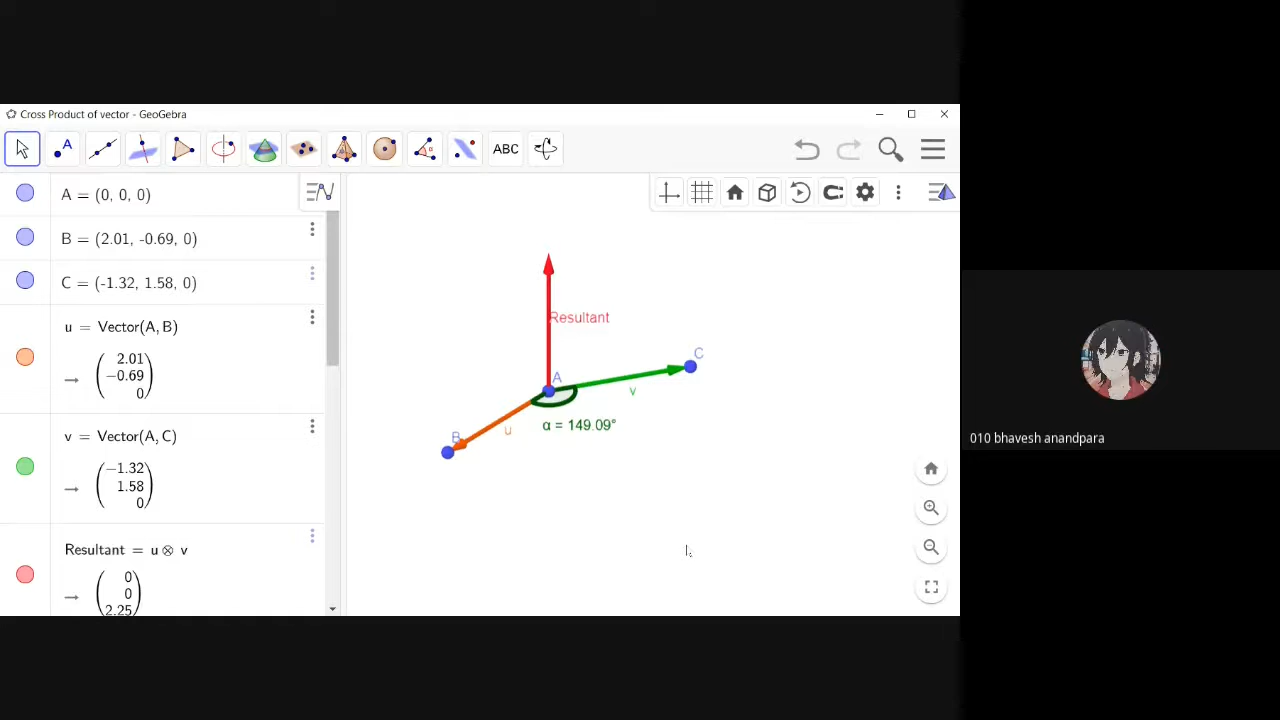 Cross Product of vector - GeoGebra
A
α
ABC
A = (0, 0, 0)
B = (2.01, -0.69, 0)
C = (-1.32, 1.58, 0)
u = Vector(A, B)
→ (2.01
−0.69
0)
v = Vector(A, C)
→ (−1.32
1.58
0)
Resultant = u ⊗ v
→ (0
0
2.25
Resultant
C
A
v
B
u
α = 149.09°
010 bhavesh anandpara